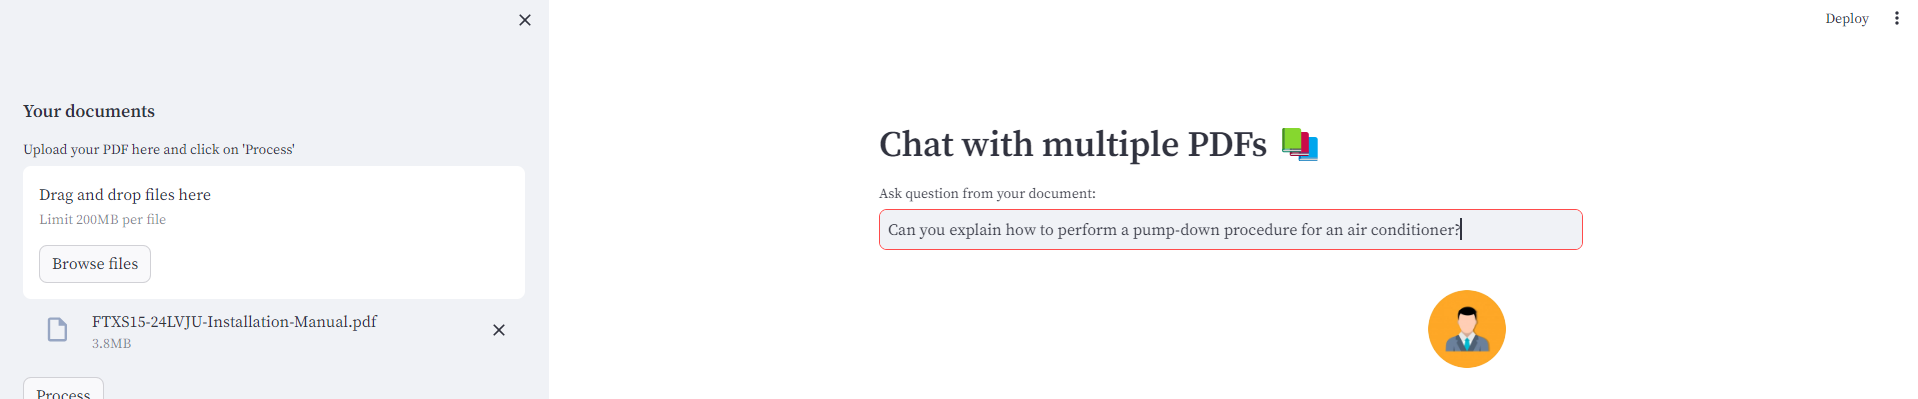 Deploy
Your documents
Upload your PDF here and click on 'Process'
Drag and drop files here
Limit 200MB per file
Browse files
FTXS15-24LVJU-Installation-Manual.pdf
3.8MB
Process
Chat with multiple PDFs
Ask question from your document:
Can you explain how to perform a pump-down procedure for an air conditioner?